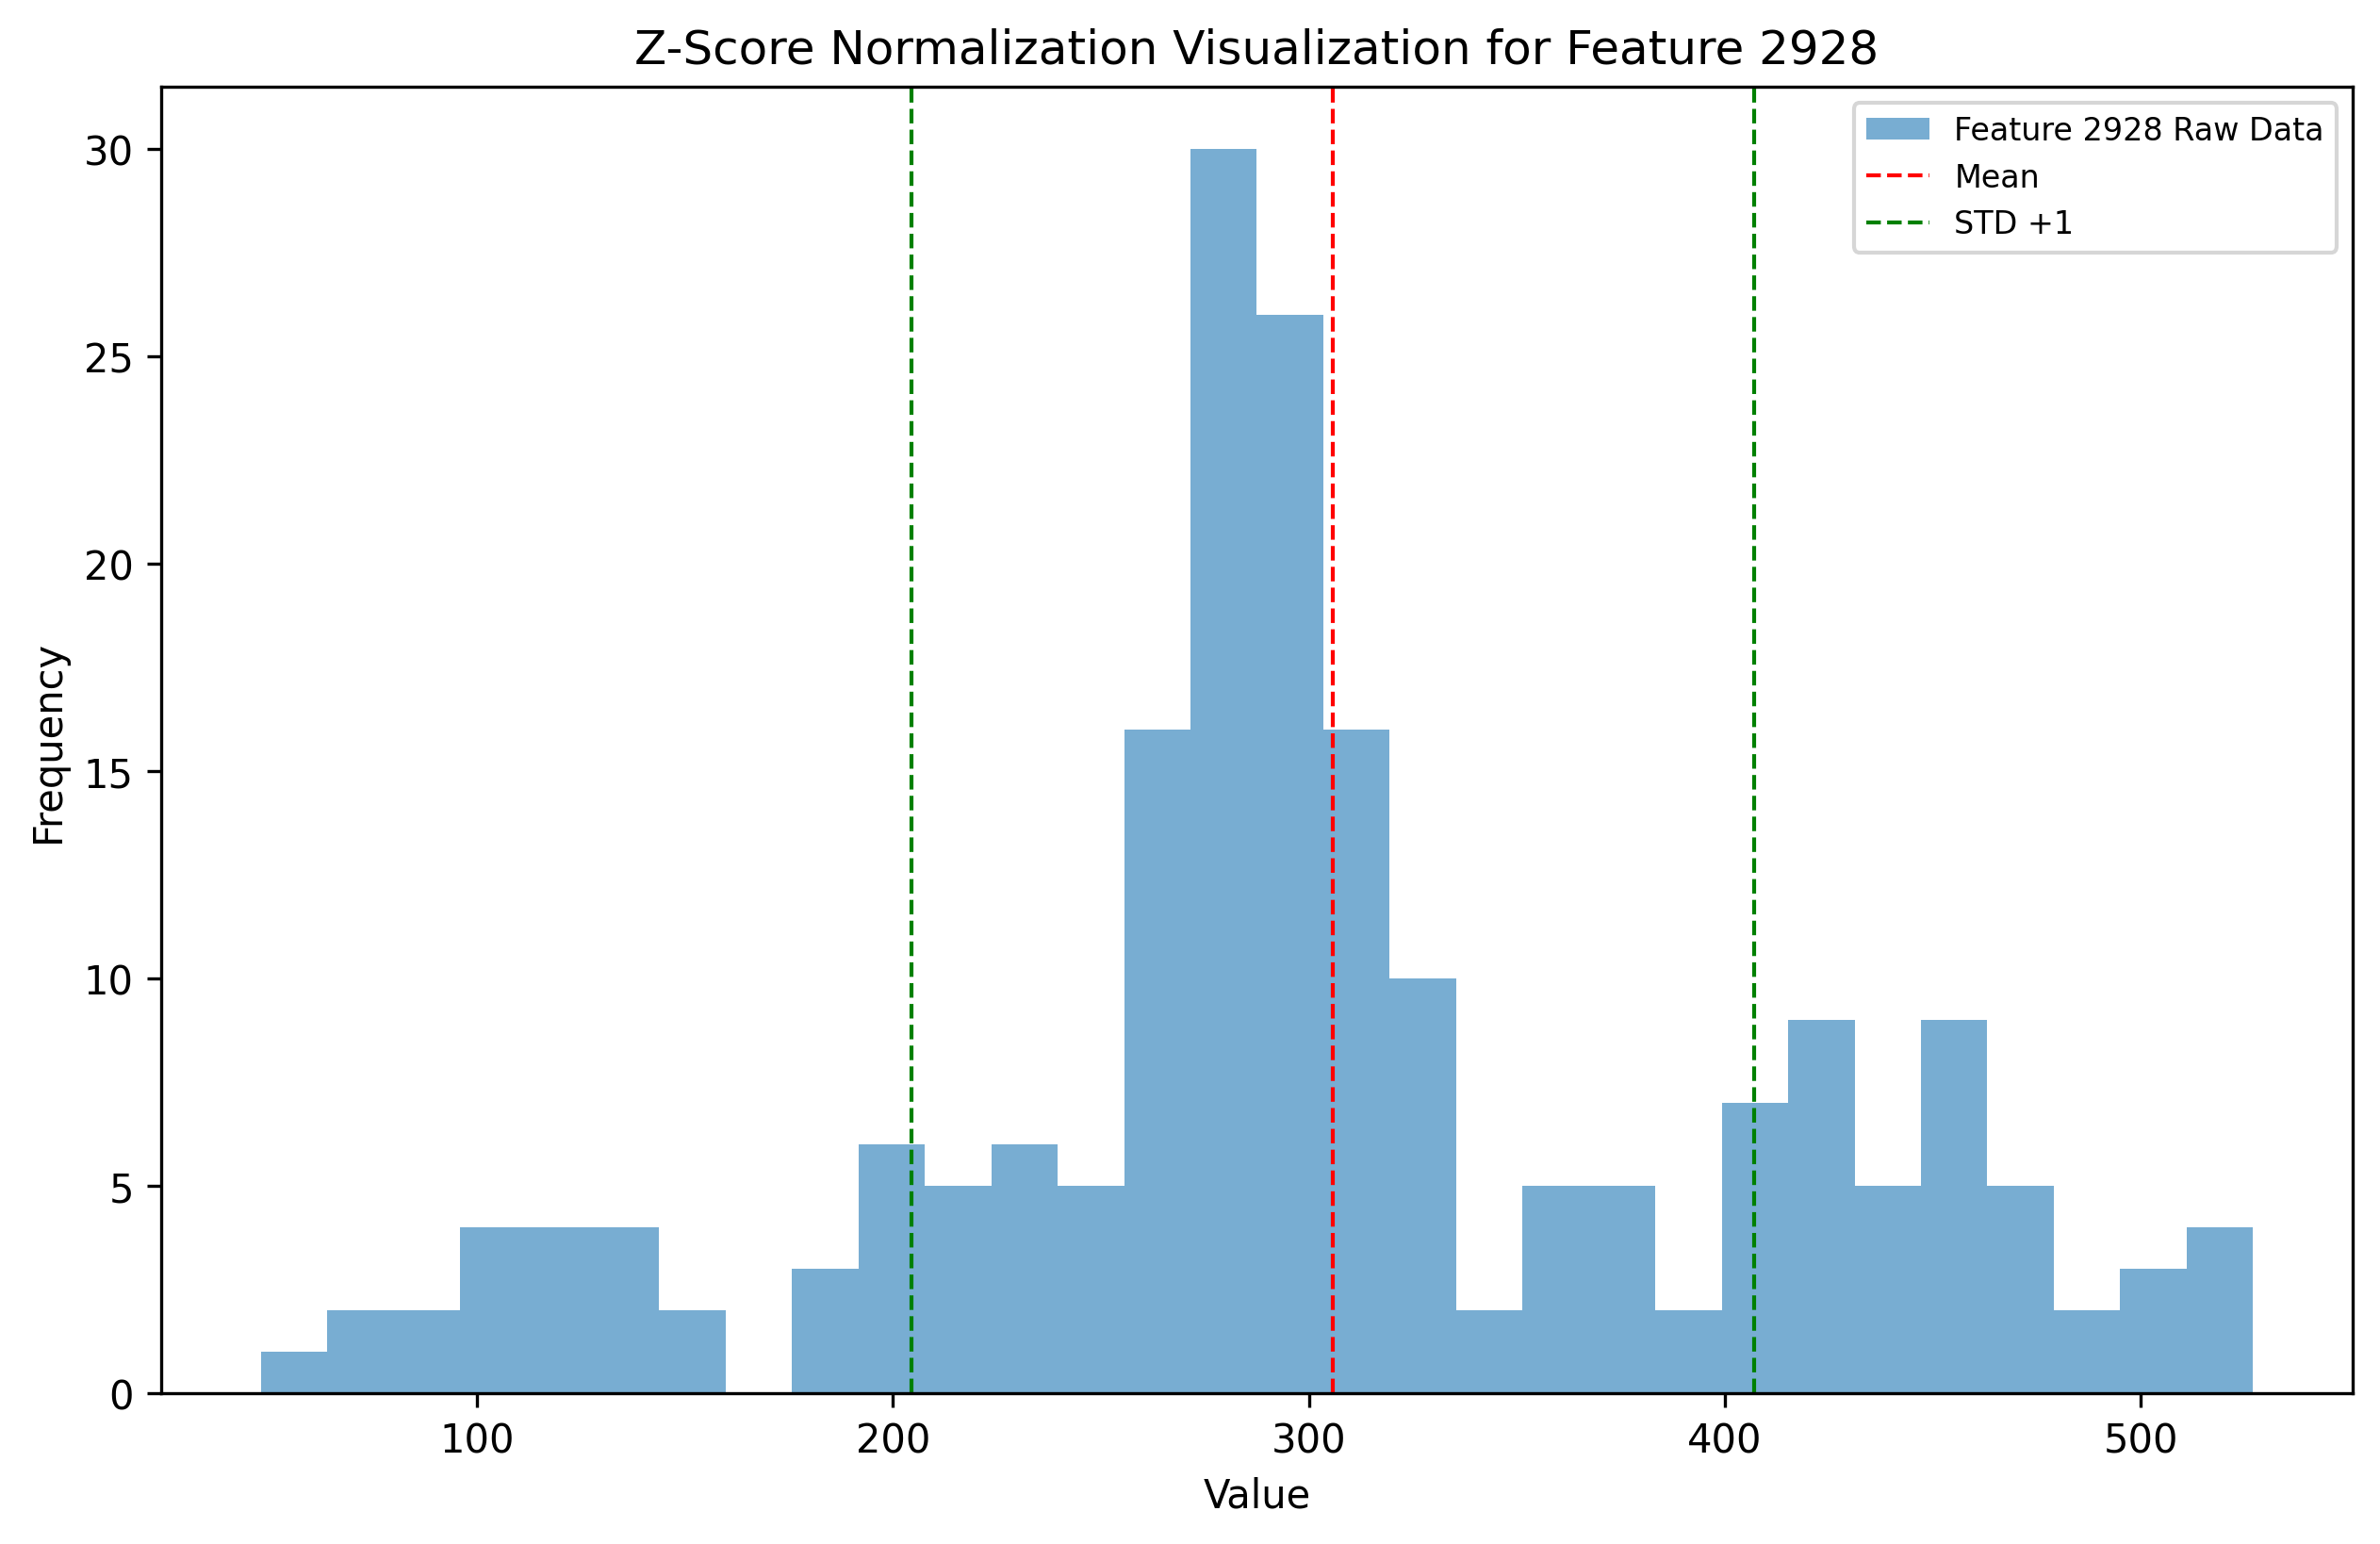 Z-Score Normalization Visualization for Feature 2928
Feature 2928 Raw Data
Mean
STD +1
30
25
20
15
10
5
0
Frequency
100 200 300 400 500
Value